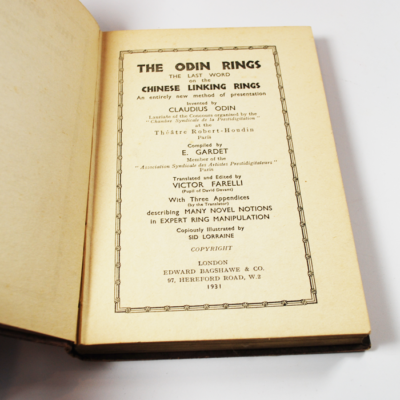 THE ODIN RINGS
THE LAST WORD
on the
CHINESE LINKING RINGS
An entirely new method of presentation
Invented by
CLAUDIUS ODIN
Laureate of the Concours organised by the
"Chambre Syndicale de la Prestidigitation"
at the
Théâtre Robert-Houdin
Paris
Compiled by
E. GARDET
Member of the
"Association Syndicale des Artistes Prestidigitateurs"
Paris
Translated and Edited by
VICTOR FARELLI
(Pupil of David Devant)
With Three Appendices
(by the Translator)
describing MANY NOVEL NOTIONS
in EXPERT RING MANIPULATION
Copiously Illustrated by
SID LORRAINE
COPYRIGHT
LONDON
EDWARD BAGSHAWE & CO.
97, HEREFORD ROAD, W.2
1931